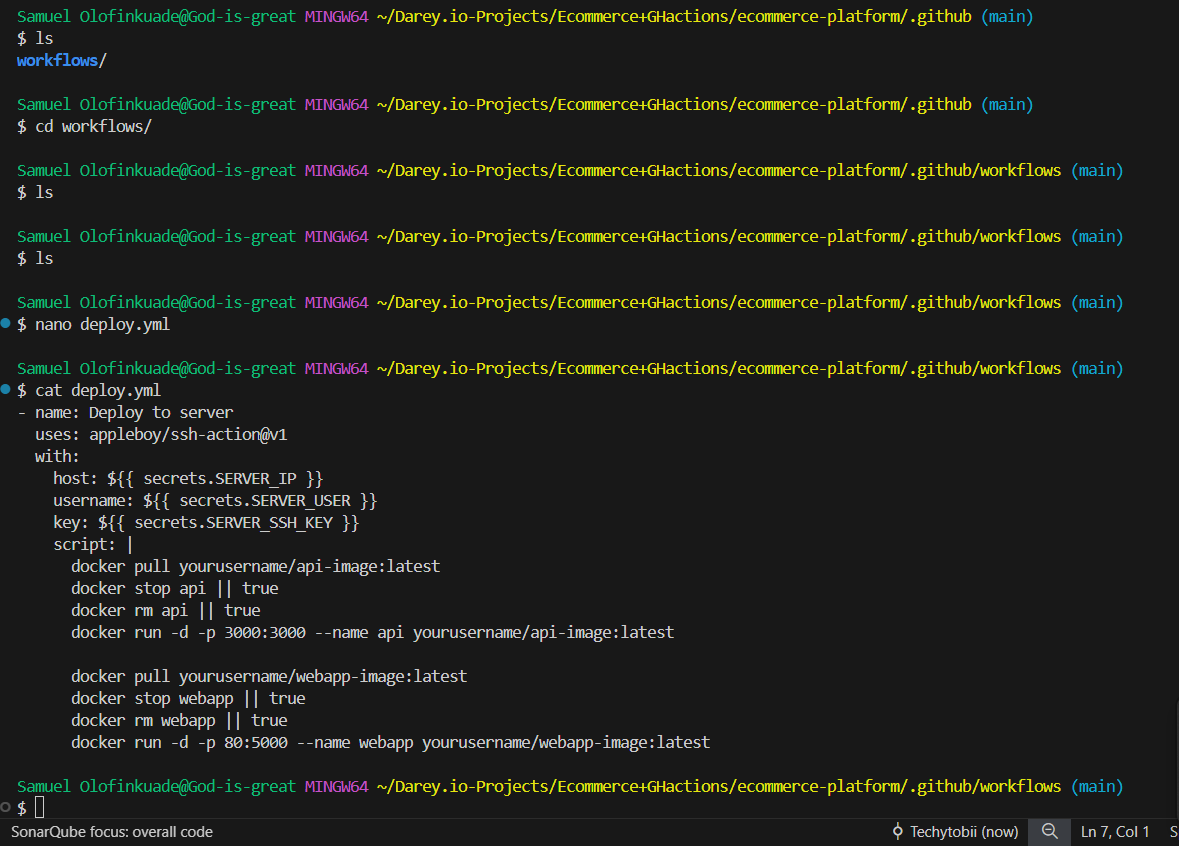 Samuel Olofinkuade@God-is-great MINGW64 ~/Darey.io-Projects/Ecommerce+GHactions/ecommerce-platform/.github (main)
$ ls
workflows/
Samuel Olofinkuade@God-is-great MINGW64 ~/Darey.io-Projects/Ecommerce+GHactions/ecommerce-platform/.github (main)
$ cd workflows/
Samuel Olofinkuade@God-is-great MINGW64 ~/Darey.io-Projects/Ecommerce+GHactions/ecommerce-platform/.github/workflows (main)
$ ls
Samuel Olofinkuade@God-is-great MINGW64 ~/Darey.io-Projects/Ecommerce+GHactions/ecommerce-platform/.github/workflows (main)
$ ls
Samuel Olofinkuade@God-is-great MINGW64 ~/Darey.io-Projects/Ecommerce+GHactions/ecommerce-platform/.github/workflows (main)
$ nano deploy.yml
Samuel Olofinkuade@God-is-great MINGW64 ~/Darey.io-Projects/Ecommerce+GHactions/ecommerce-platform/.github/workflows (main)
$ cat deploy.yml
- name: Deploy to server
  uses: appleboy/ssh-action@v1
  with:
    host: ${{ secrets.SERVER_IP }}
    username: ${{ secrets.SERVER_USER }}
    key: ${{ secrets.SERVER_SSH_KEY }}
    script: |
      docker pull yourusername/api-image:latest
      docker stop api || true
      docker rm api || true
      docker run -d -p 3000:3000 --name api yourusername/api-image:latest
      docker pull yourusername/webapp-image:latest
      docker stop webapp || true
      docker rm webapp || true
      docker run -d -p 80:5000 --name webapp yourusername/webapp-image:latest
Samuel Olofinkuade@God-is-great MINGW64 ~/Darey.io-Projects/Ecommerce+GHactions/ecommerce-platform/.github/workflows (main)
$
SonarQube focus: overall code Techytobii (now) Ln 7, Col 1 S